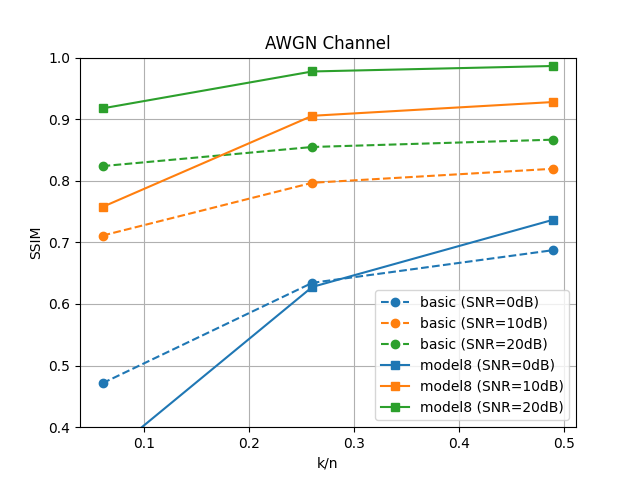 AWGN Channel
1.0
0.9
0.8
0.7
0.6
0.5
0.4
SSIM
0.1
0.2
0.3
0.4
0.5
k/n
basic (SNR=0dB)
basic (SNR=10dB)
basic (SNR=20dB)
model8 (SNR=0dB)
model8 (SNR=10dB)
model8 (SNR=20dB)